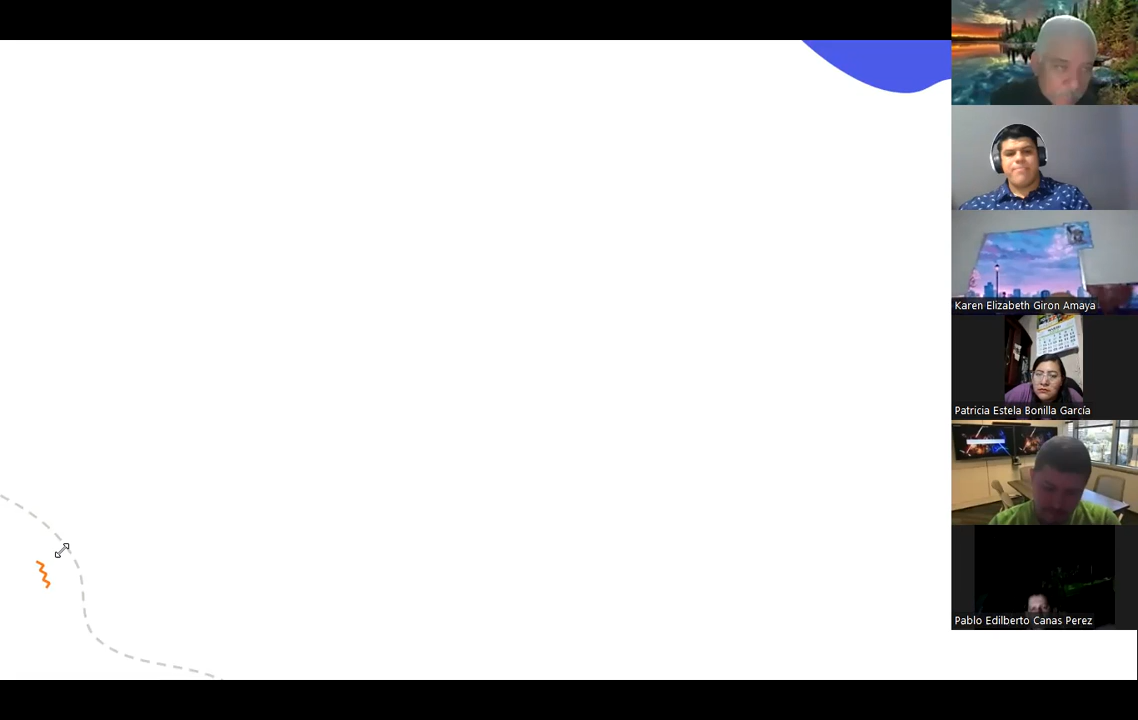 Karen Elizabeth Giron Amaya
Patricia Estela Bonilla García
Pablo Edilberto Canas Perez